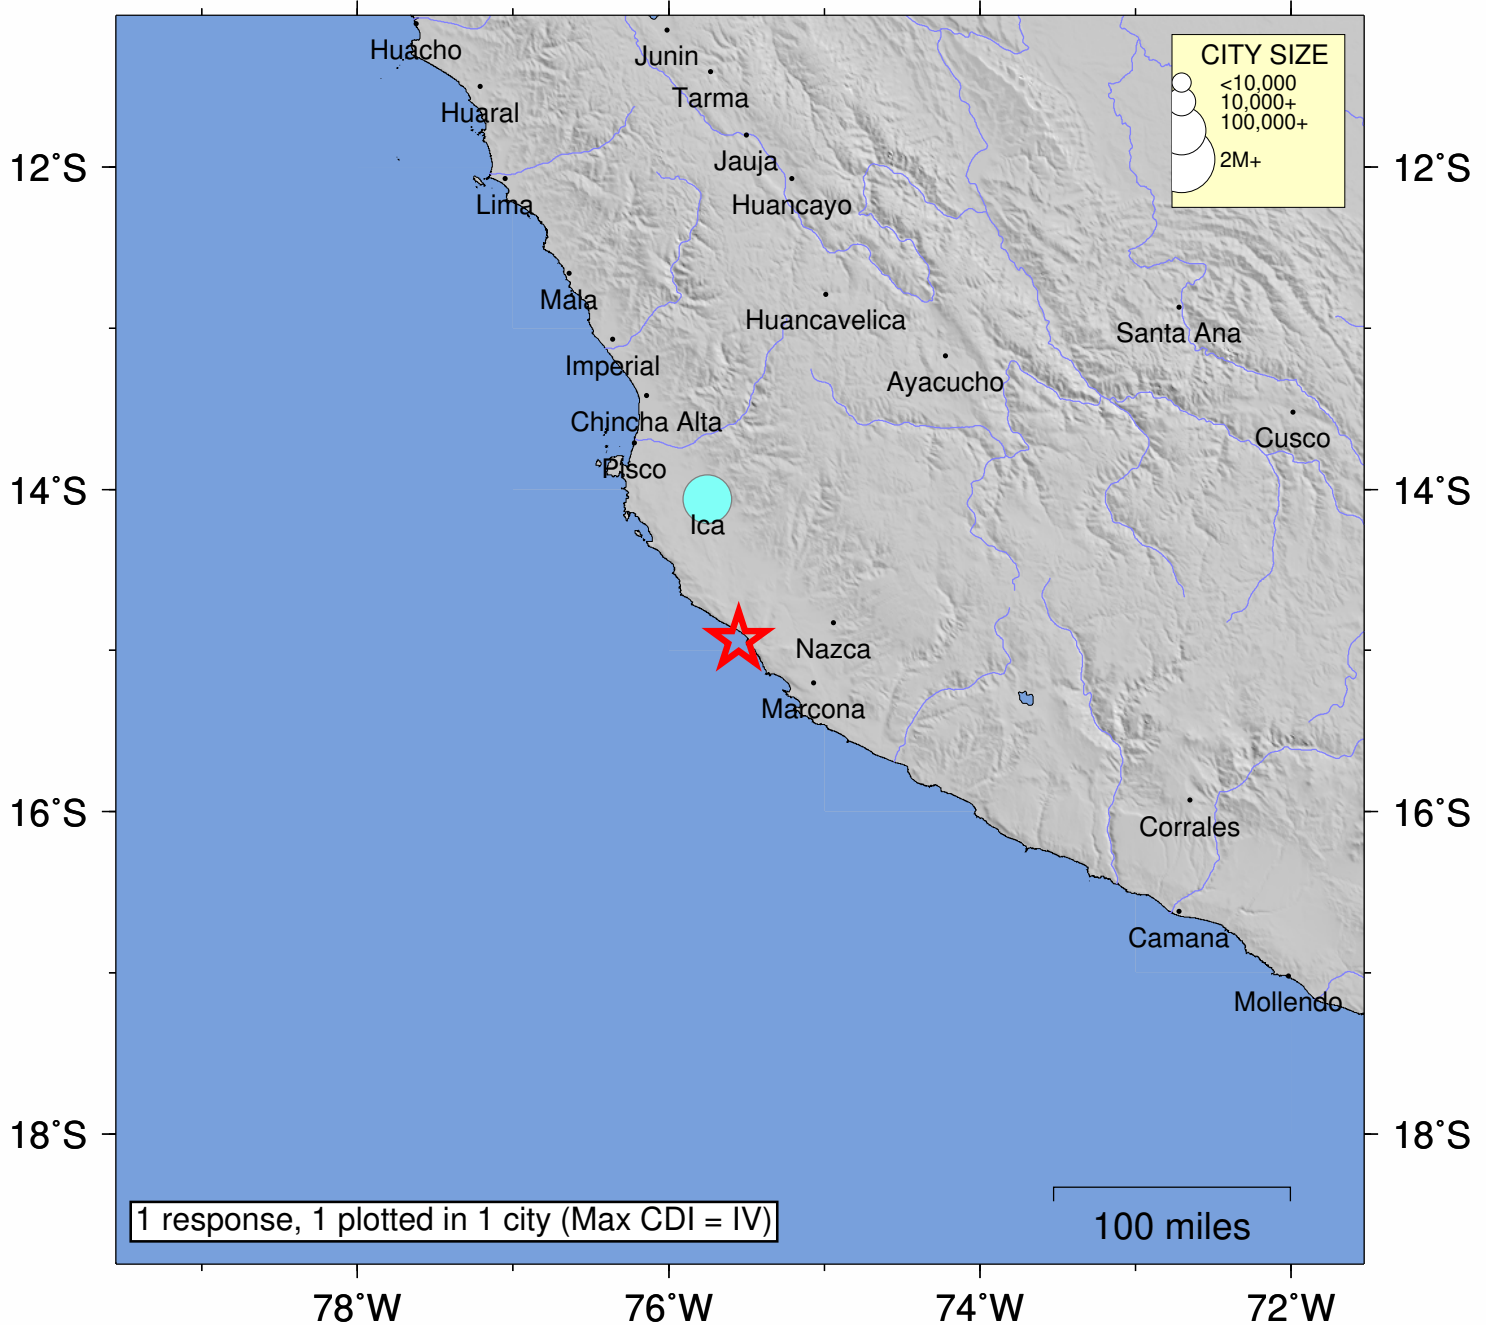 Huacho
Junin
CITY SIZE
<10,000
10,000+
100,000+
2M+
Tarma
Huaral
Jauja
12°S
12°S
Lima
Huancayo
Mala
Huancavelica
Santa Ana
Imperial
Ayacucho
Chincha Alta
Cusco
Pisco
14°S
14°S
Ica
Nazca
Marcona
16°S
16°S
Corrales
Camana
Mollendo
18°S
18°S
1 response, 1 plotted in 1 city (Max CDI = IV)
100 miles
78°W
76°W
74°W
72°W